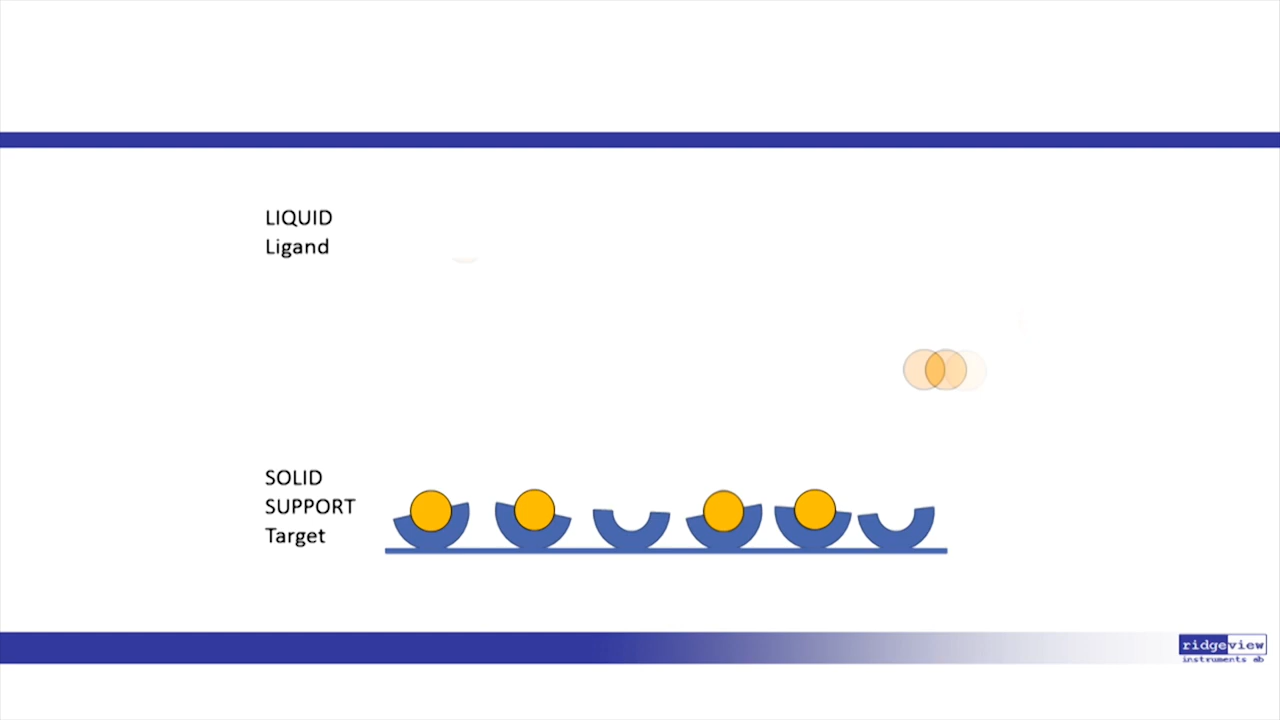 LIQUID
Ligand
SOLID
SUPPORT
Target
ridgeview
instruments ab